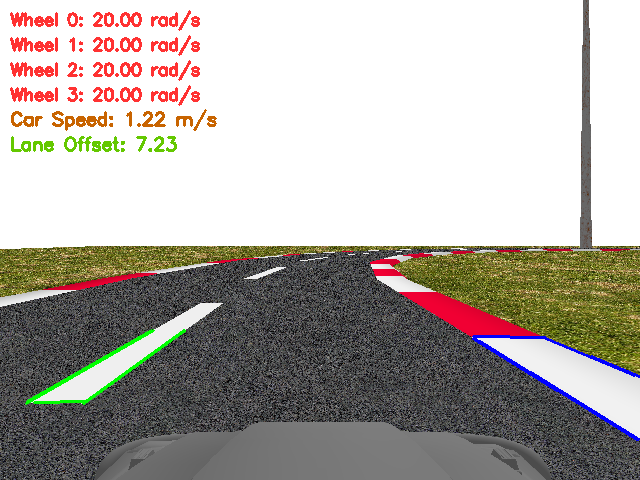 Wheel 0: 20.00 rad/s
Wheel 1: 20.00 rad/s
Wheel 2: 20.00 rad/s
Wheel 3: 20.00 rad/s
Car Speed: 1.22 m/s
Lane Offset: 7.23